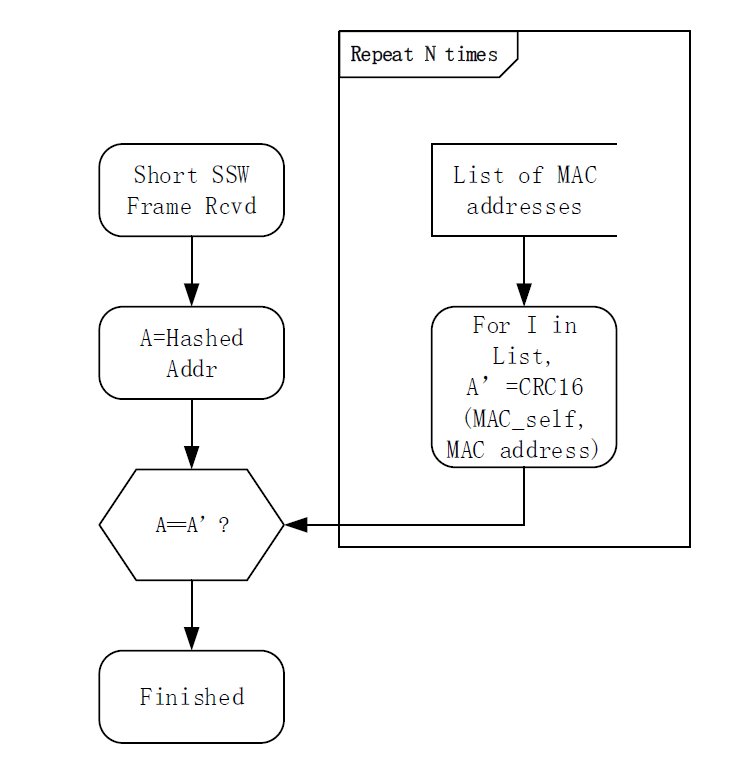 Repeat N times
Short SSW
Frame Rcvd
List of MAC
addresses
A=Hashed
Addr
For I in
List,
A’=CRC16
(MAC_self,
MAC address)
A==A’?
Finished